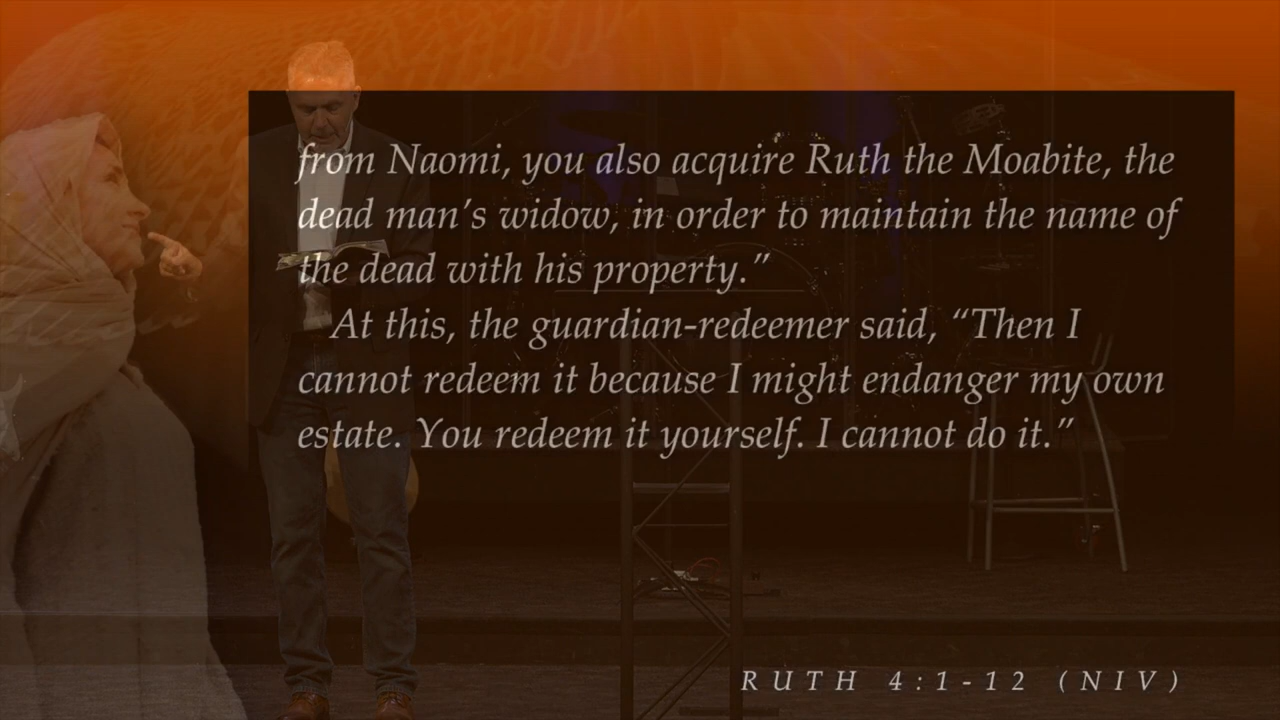 from Naomi, you also acquire Ruth the Moabite, the
dead man’s widow, in order to maintain the name of
the dead with his property.”
At this, the guardian-redeemer said, “Then I
cannot redeem it because I might endanger my own
estate. You redeem it yourself. I cannot do it.”
RUTH 4:1-12 (NIV)